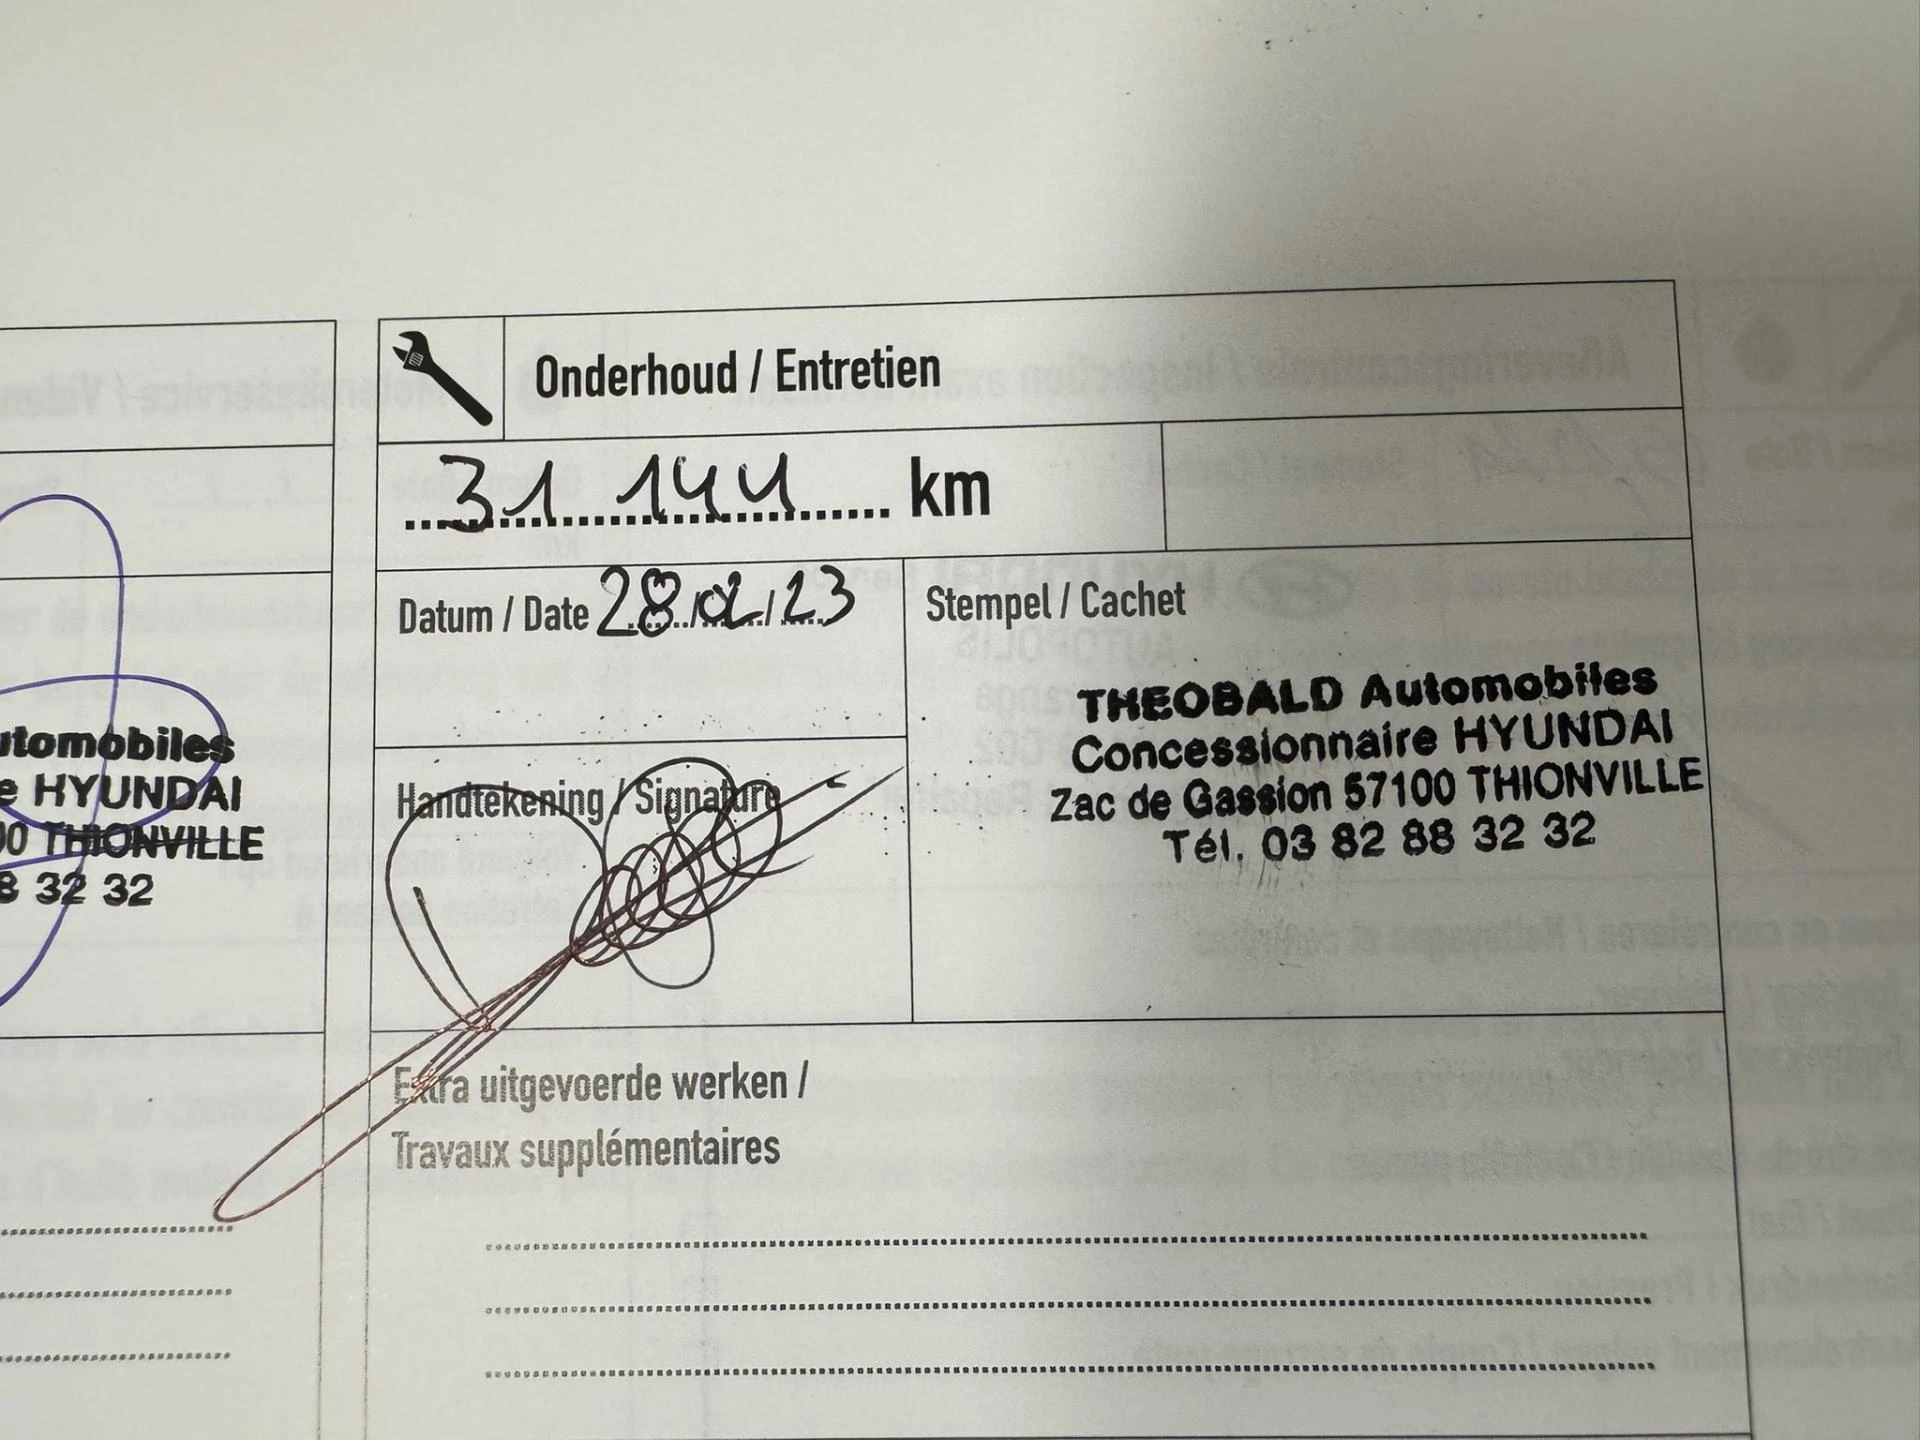 Onderhoud / Entretien
31 144 km
Datum / Date 28/02/23
Stempel / Cachet
THEOBALD Automobiles
Concessionnaire HYUNDAI
Zac de Gassion 57100 THIONVILLE
Tél. 03 82 88 32 32
Handtekening / Signature
Extra uitgevoerde werken /
Travaux supplémentaires
utomobiles
e HYUNDAI
00 THIONVILLE
8 32 32